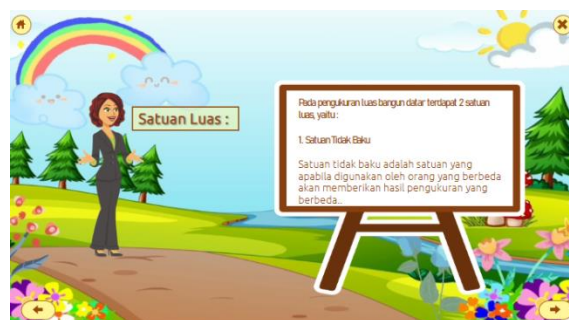 Satuan Luas :
Pada pengukuran luas bangun datar terdapat 2 satuan
luas, yaitu :
1. Satuan Tidak Baku
Satuan tidak baku adalah satuan yang
apabila digunakan oleh orang yang berbeda
akan memberikan hasil pengukuran yang
berbeda..